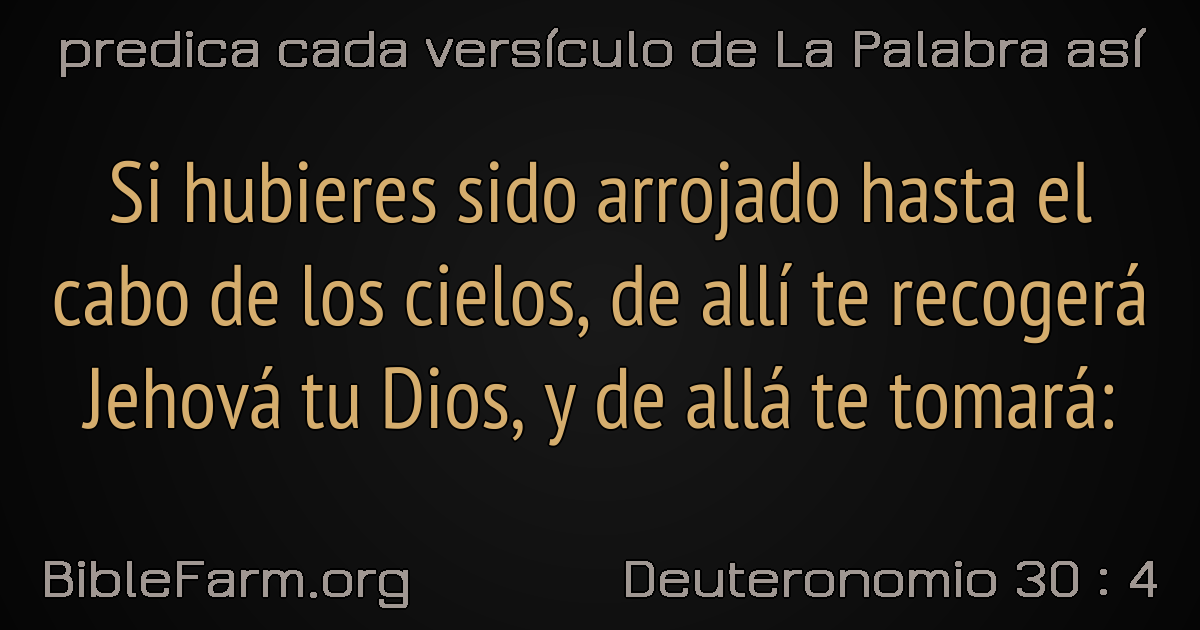 predica cada versículo de La Palabra así
Si hubieres sido arrojado hasta el
cabo de los cielos, de allí te recogerá
Jehová tu Dios, y de allá te tomará:
BibleFarm.org
Deuteronomio 30 : 4